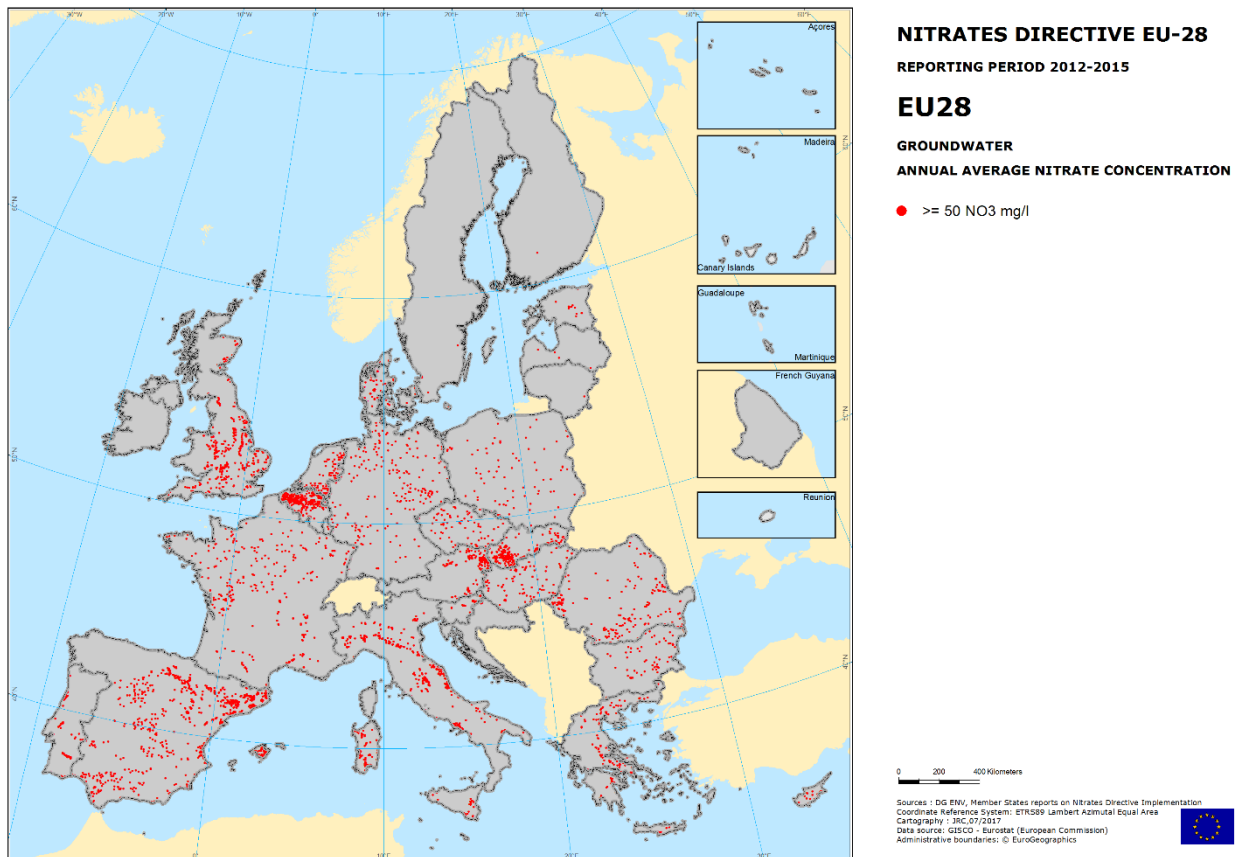 NITRATES DIRECTIVE EU-28
REPORTING PERIOD 2012-2015
EU28
GROUNDWATER
ANNUAL AVERAGE NITRATE CONCENTRATION
>= 50 NO3 mg/l
Açores
Madeira
Canary Islands
Guadaloupe
Martinique
French Guyana
Reunion
0 200 400 Kilometers
Sources : DG ENV, Member States reports on Nitrates Directive Implementation
Coordinate Reference System: ETRS89 Lambert Azimutal Equal Area
Cartography : JRC,07/2017
Data source: GISCO - Eurostat (European Commission)
Administrative boundaries: © EuroGeographics